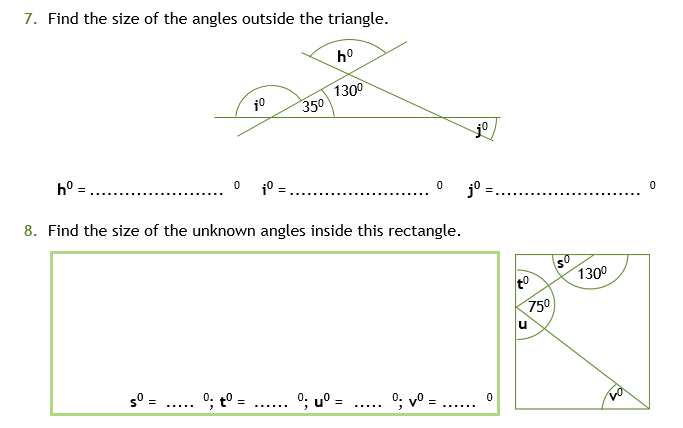 7. Find the size of the angles outside the triangle.
h⁰
130⁰
i⁰ 35⁰
j⁰
h⁰ = ....................... ⁰ i⁰ = ........................ ⁰ j⁰ =......................... ⁰
8. Find the size of the unknown angles inside this rectangle.
s⁰
130⁰
t⁰
75⁰
u
v⁰
s⁰ = ..... ⁰; t⁰ = ...... ⁰; u⁰ = ..... ⁰; v⁰ = ...... ⁰